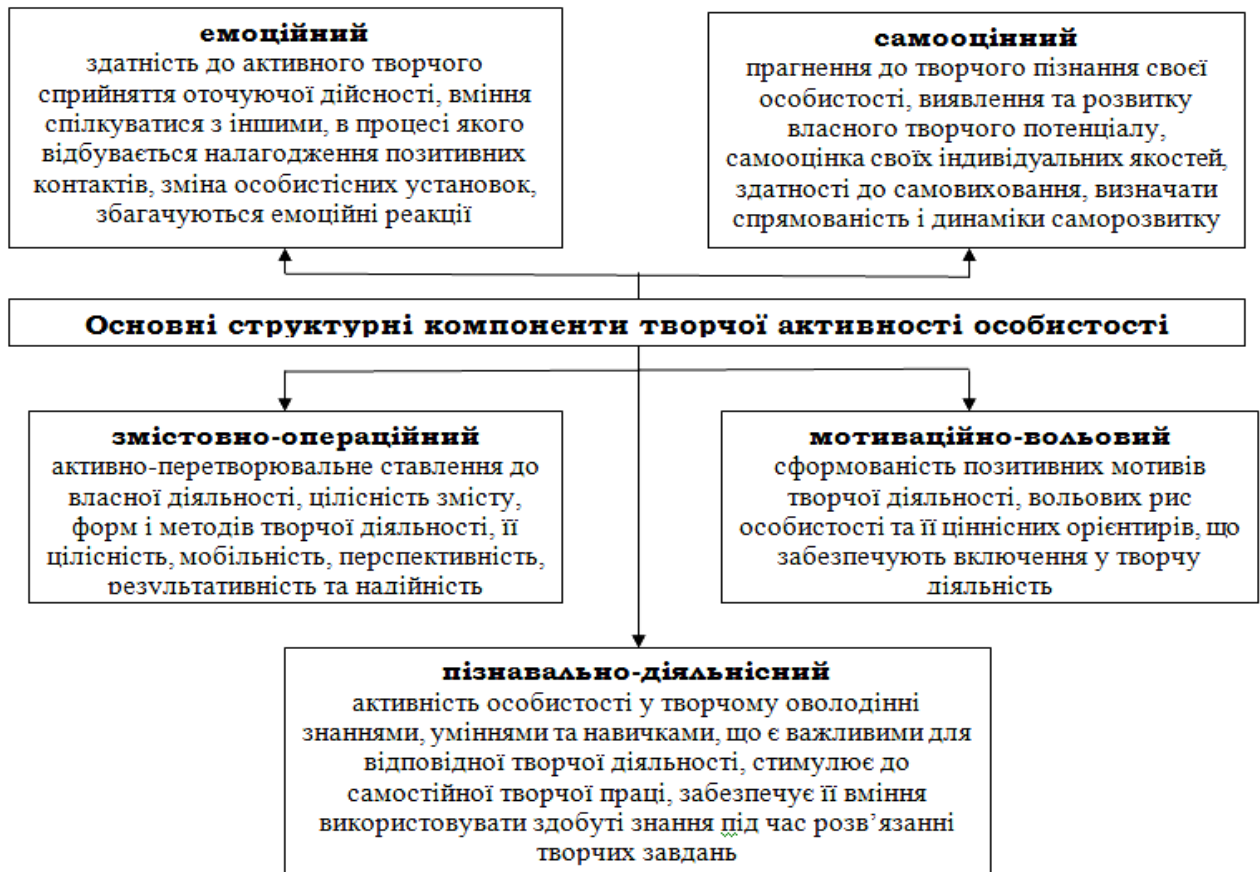 емоційний
здатність до активного творчого
сприйняття оточуючої дійсності, вміння
спілкуватися з іншими, в процесі якого
відбувається налагодження позитивних
контактів, зміна особистісних установок,
збагачуються емоційні реакції
самооцінний
прагнення до творчого пізнання своєї
особистості, виявлення та розвитку
власного творчого потенціалу,
самооцінка своїх індивідуальних якостей,
здатності до самовиховання, визначати
спрямованість і динаміки саморозвитку
Основні структурні компоненти творчої активності особистості
змістовно-операційний
активно-перетворювальне ставлення до
власної діяльності, цілісність змісту,
форм і методів творчої діяльності, її
цілісність, мобільність, перспективність,
результативність та надійність
мотиваційно-вольовий
сформованість позитивних мотивів
творчої діяльності, вольових рис
особистості та її ціннісних орієнтирів, що
забезпечують включення у творчу
діяльність
пізнавально-діяльнісний
активність особистості у творчому оволодінні
знаннями, уміннями та навичками, що є важливими для
відповідної творчої діяльності, стимулює до
самостійної творчої праці, забезпечує її вміння
використовувати здобуті знання під час розв’язанні
творчих завдань